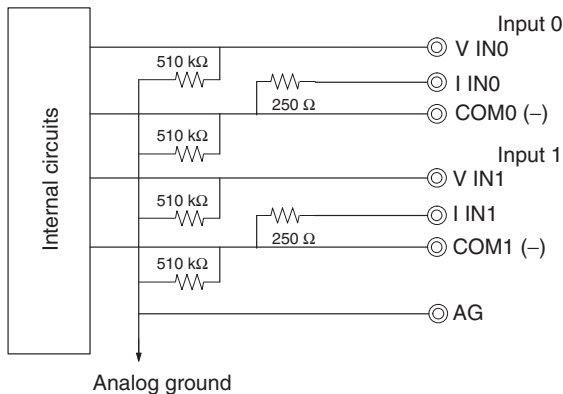 Input 0
V IN0
510 kΩ
I IN0
250 Ω
COM0 (−)
510 kΩ
Input 1
V IN1
510 kΩ
I IN1
250 Ω
COM1 (−)
510 kΩ
AG
Internal circuits
Analog ground